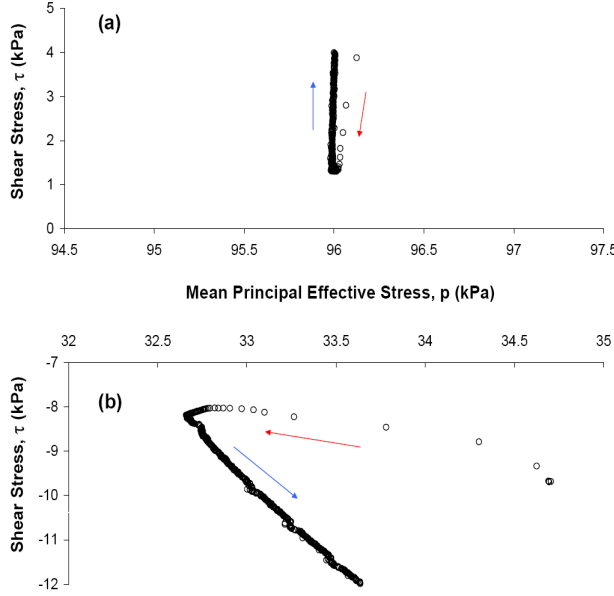 (a)
Shear Stress, τ (kPa)
5
4
3
2
1
0
94.5 95 95.5 96 96.5 97 97.5
Mean Principal Effective Stress, p (kPa)
32 32.5 33 33.5 34 34.5 35
(b)
Shear Stress, τ (kPa)
-7
-8
-9
-10
-11
-12